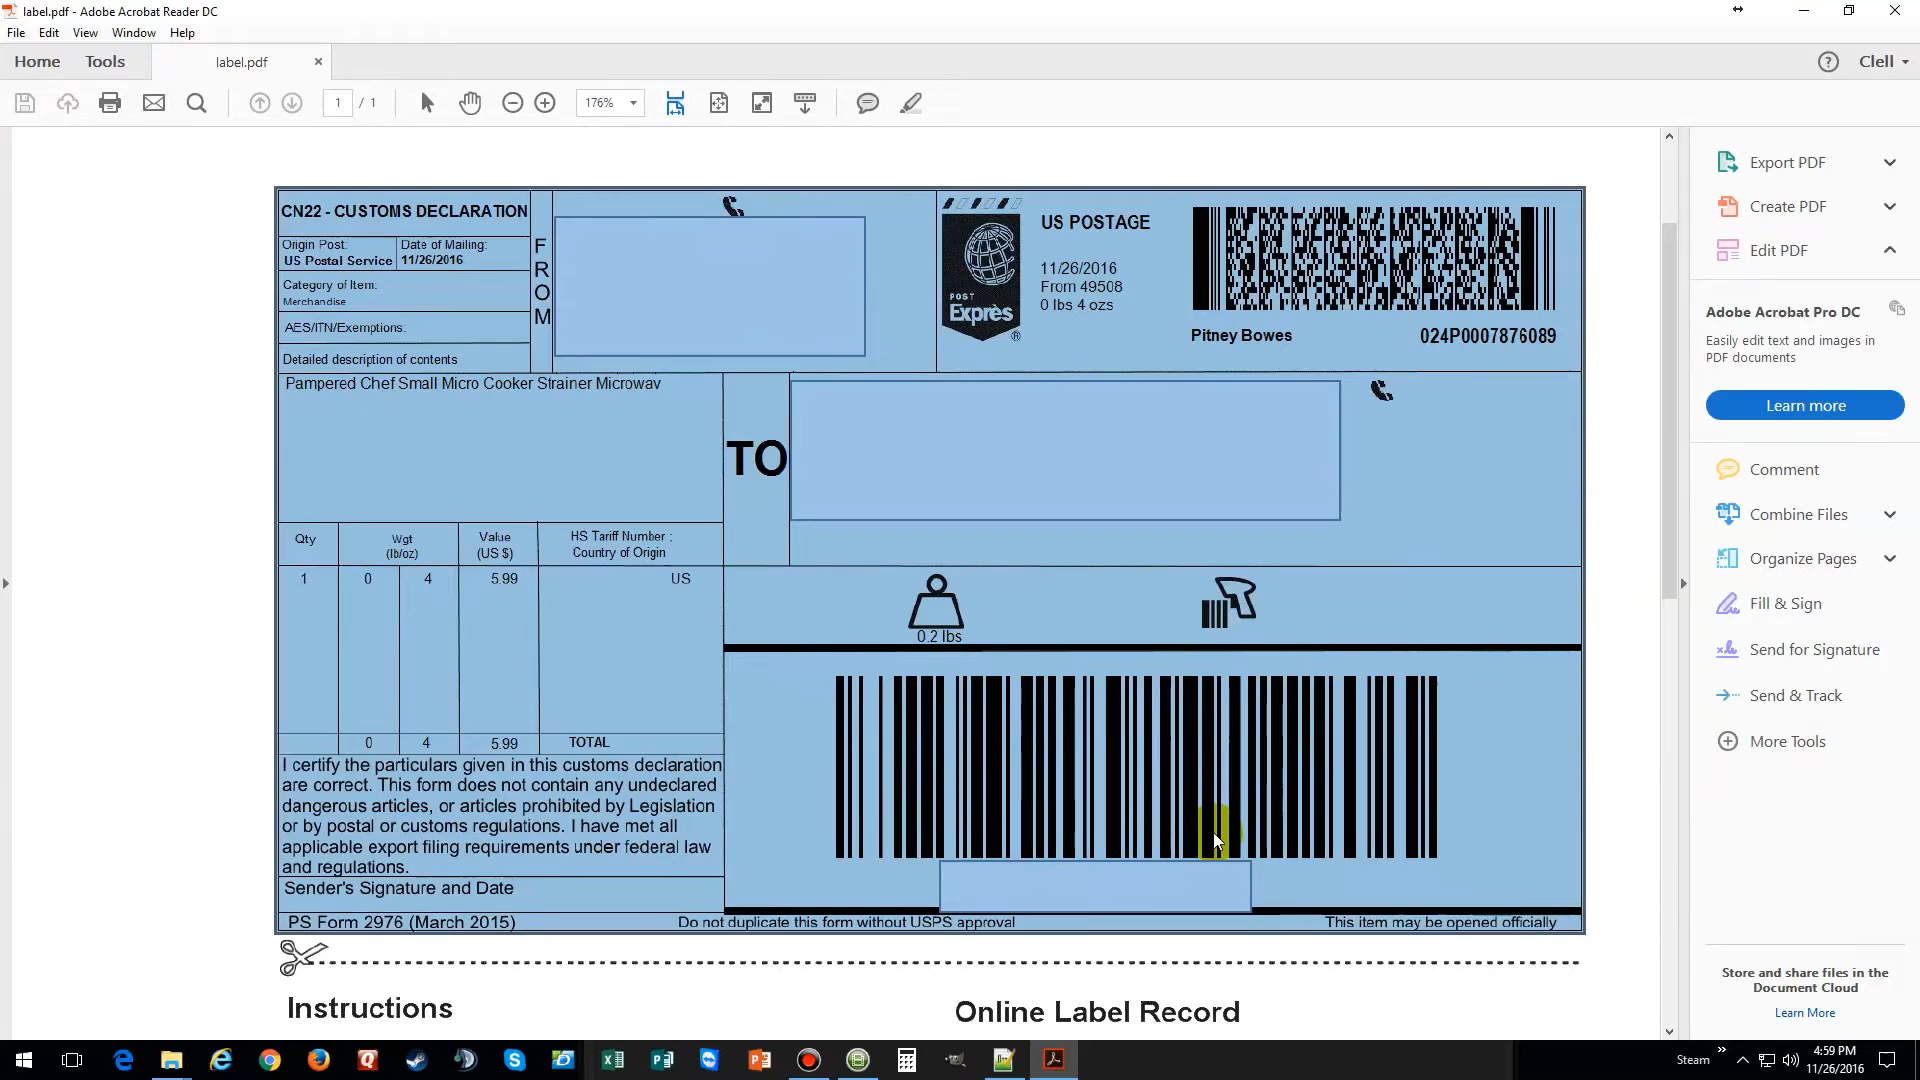 label.pdf - Adobe Acrobat Reader DC
File Edit View Window Help
Home Tools label.pdf
Clell
1 / 1
176%
CN22 - CUSTOMS DECLARATION
Origin Post:
US Postal Service
Date of Mailing:
11/26/2016
Category of Item:
Merchandise
AES/ITN/Exemptions.
Detailed description of contents
FROM
POST
Exprès
®
US POSTAGE
11/26/2016
From 49508
0 lbs 4 ozs
Pitney Bowes
024P0007876089
Pampered Chef Small Micro Cooker Strainer Microwav
TO
Qty
Wgt
(lb/oz)
Value
(US $)
HS Tariff Number ;
Country of Origin
1 0 4 5.99 US
0.2 lbs
0 4 5.99 TOTAL
I certify the particulars given in this customs declaration
are correct. This form does not contain any undeclared
dangerous articles, or articles prohibited by Legislation
or by postal or customs regulations. I have met all
applicable export filing requirements under federal law
and regulations.
Sender's Signature and Date
PS Form 2976 (March 2015)
Do not duplicate this form without USPS approval
This item may be opened officially
Instructions
Online Label Record
Export PDF
Create PDF
Edit PDF
Adobe Acrobat Pro DC
Easily edit text and images in
PDF documents
Learn more
Comment
Combine Files
Organize Pages
Fill & Sign
Send for Signature
Send & Track
More Tools
Store and share files in the
Document Cloud
Learn More
Steam
4:59 PM
11/26/2016